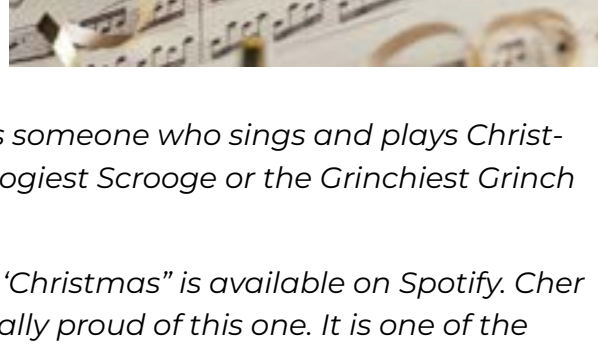 s someone who sings and plays Christ-
ogiest Scrooge or the Grinchiest Grinch
‘Christmas” is available on Spotify. Cher
ally proud of this one. It is one of the